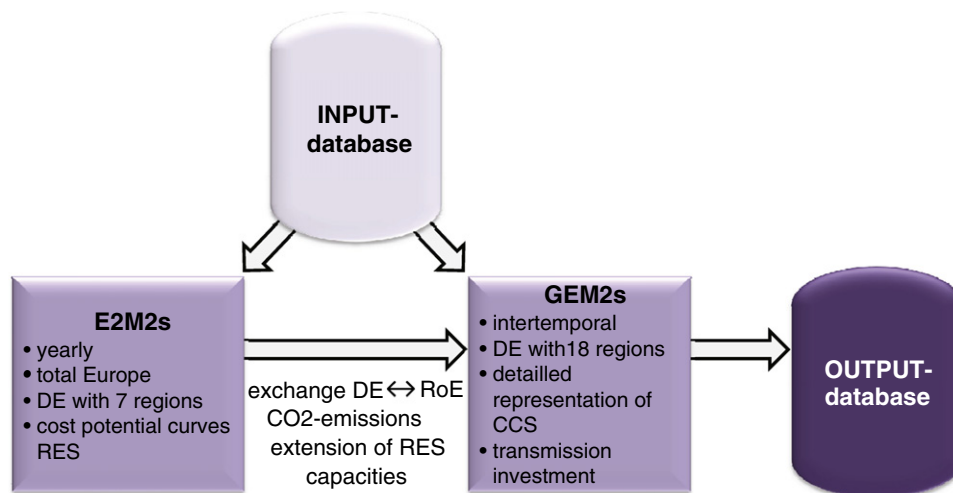 INPUT-
database
E2M2s
• yearly
• total Europe
• DE with 7 regions
• cost potential curves
RES
exchange DE ↔ RoE
CO2-emissions
extension of RES
capacities
GEM2s
• intertemporal
• DE with18 regions
• detailled
representation of
CCS
• transmission
investment
OUTPUT-
database